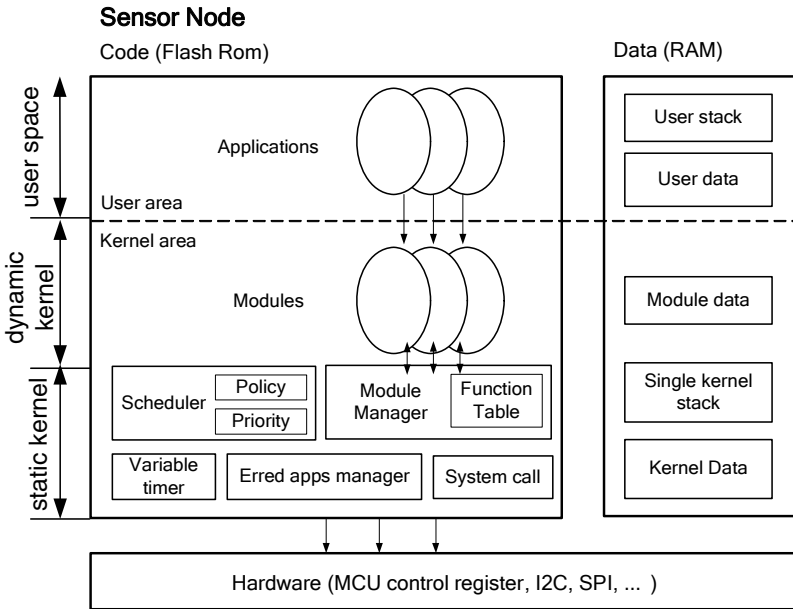 Sensor Node
Code (Flash Rom)
Data (RAM)
user space
Applications
User stack
User data
User area
Kernel area
dynamic
kernel
Modules
Module data
static kernel
Scheduler
Policy
Priority
Module
Manager
Function
Table
Single kernel
stack
Variable
timer
Erred apps manager
System call
Kernel Data
Hardware (MCU control register, I2C, SPI, ... )